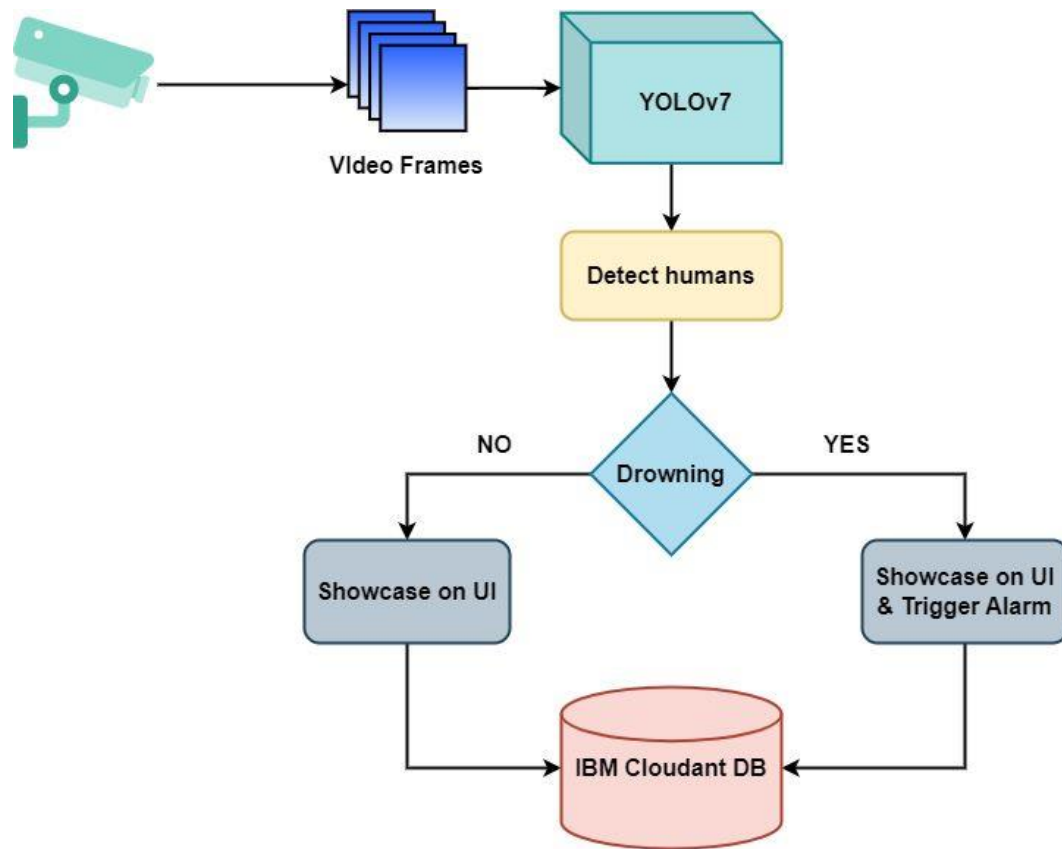 VIdeo Frames
YOLOv7
Detect humans
Drowning
NO
YES
Showcase on UI
Showcase on UI
& Trigger Alarm
IBM Cloudant DB